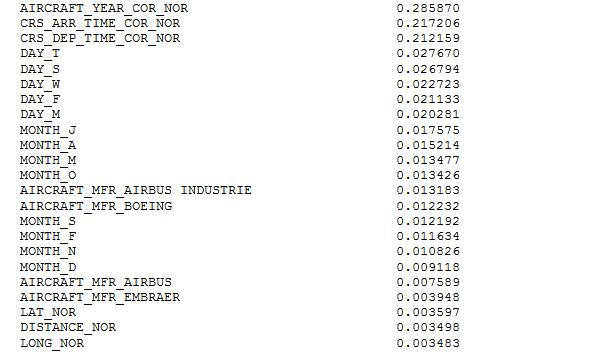 AIRCRAFT_YEAR_COR_NOR 0.285870
CRS_ARR_TIME_COR_NOR 0.217206
CRS_DEP_TIME_COR_NOR 0.212159
DAY_T 0.027670
DAY_S 0.026794
DAY_W 0.022723
DAY_F 0.021133
DAY_M 0.020281
MONTH_J 0.017575
MONTH_A 0.015214
MONTH_M 0.013477
MONTH_O 0.013426
AIRCRAFT_MFR_AIRBUS INDUSTRIE 0.013183
AIRCRAFT_MFR_BOEING 0.012232
MONTH_S 0.012192
MONTH_F 0.011634
MONTH_N 0.010826
MONTH_D 0.009118
AIRCRAFT_MFR_AIRBUS 0.007589
AIRCRAFT_MFR_EMBRAER 0.003948
LAT_NOR 0.003597
DISTANCE_NOR 0.003498
LONG_NOR 0.003483